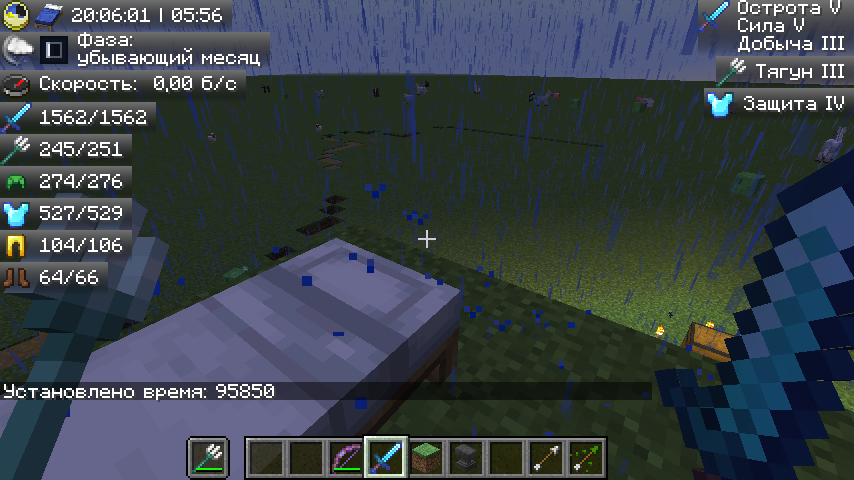 20:06:01 | 05:56
Фаза:
убывающий месяц
Скорость: 0,00 б/с
1562/1562
245/251
274/276
527/529
104/106
64/66
Острота V
Сила V
Добыча III
Тягун III
Защита IV
Установлено время: 95850